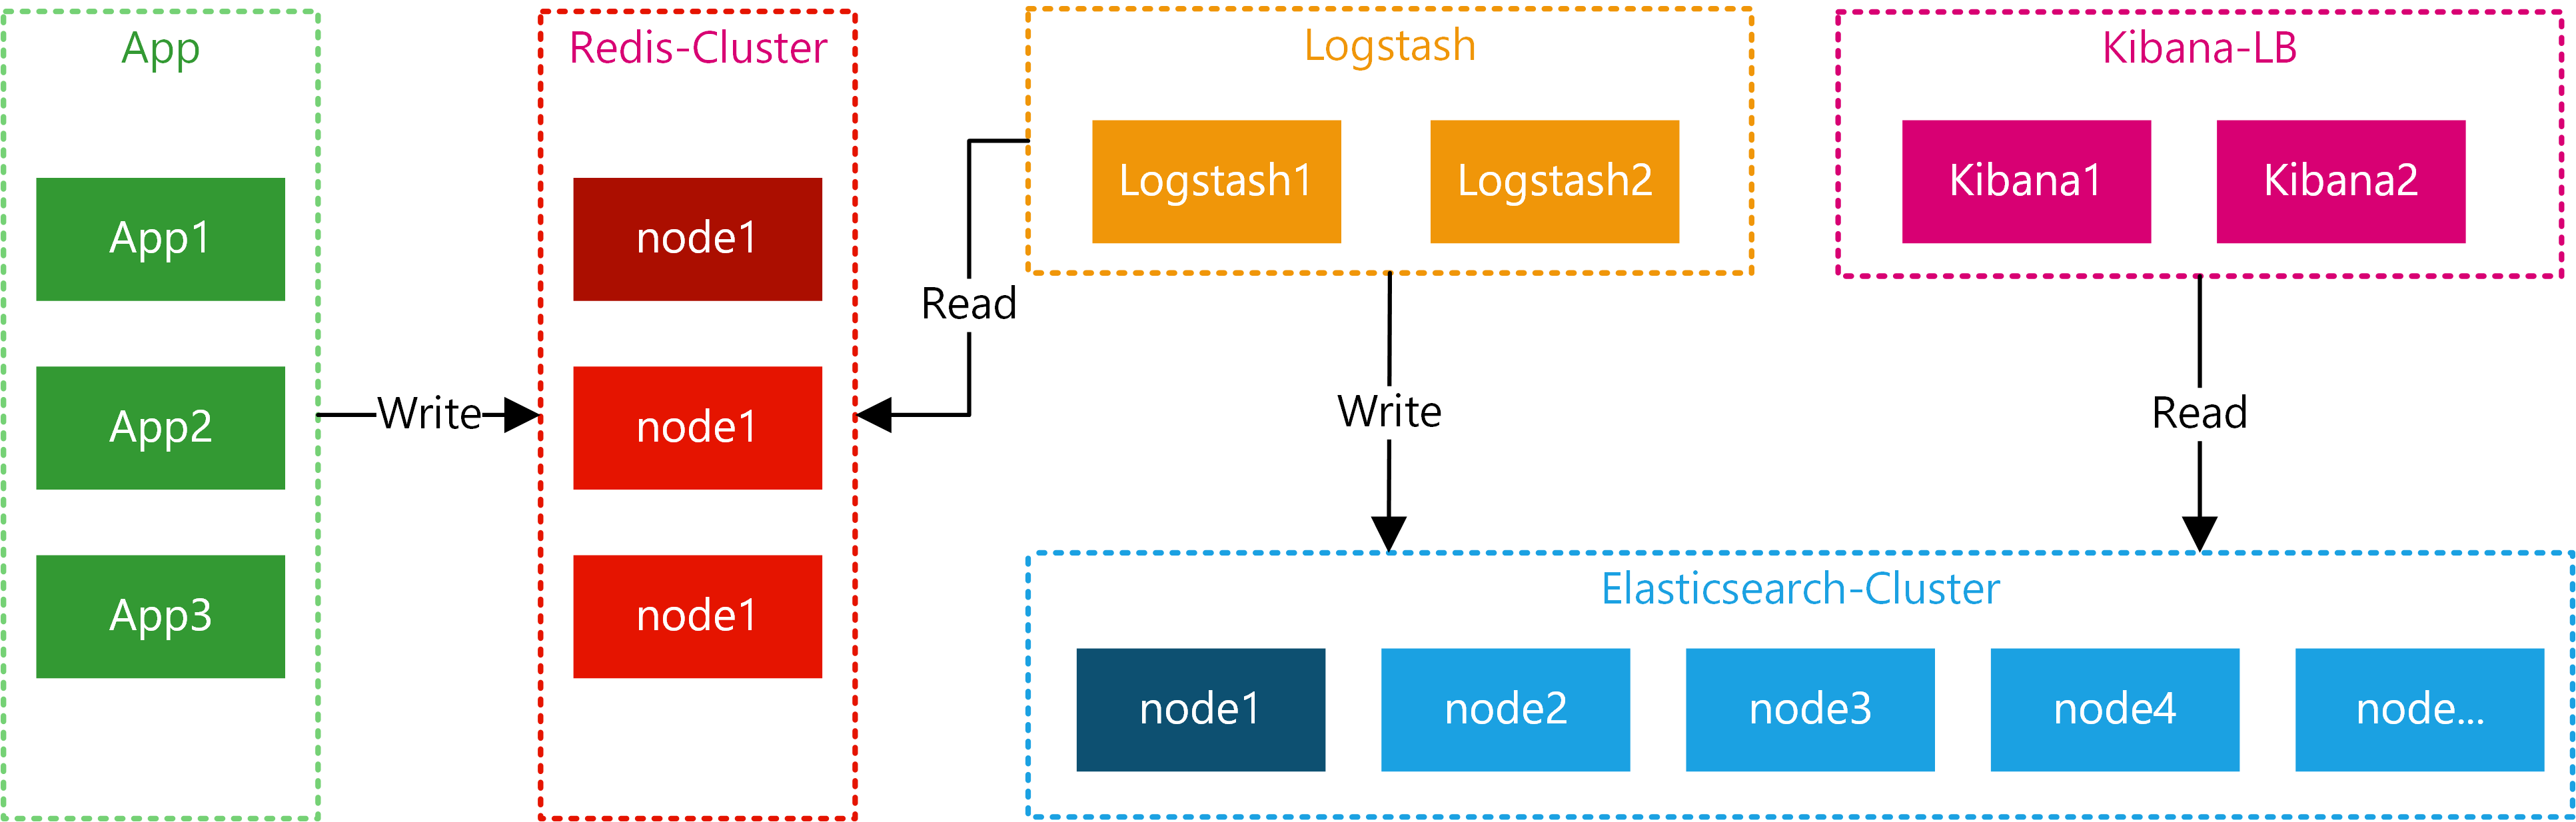 App
App1
App2
App3
Write
Redis-Cluster
node1
node1
node1
Read
Logstash
Logstash1
Logstash2
Write
Kibana-LB
Kibana1
Kibana2
Read
Elasticsearch-Cluster
node1
node2
node3
node4
node...